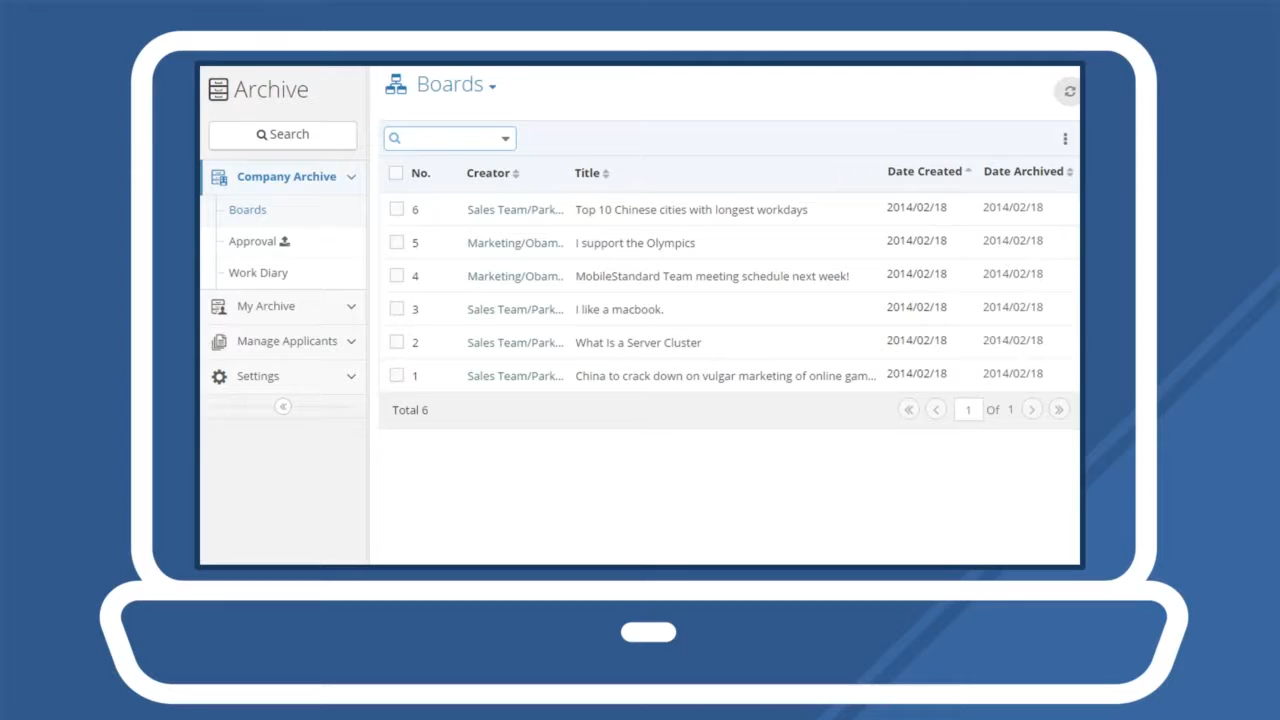 Archive
Search
Company Archive
Boards
Approval
Work Diary
My Archive
Manage Applicants
Settings
Boards
No. Creator Title Date Created Date Archived
6 Sales Team/Park... Top 10 Chinese cities with longest workdays 2014/02/18 2014/02/18
5 Marketing/Obam.. I support the Olympics 2014/02/18 2014/02/18
4 Marketing/Obam.. MobileStandard Team meeting schedule next week! 2014/02/18 2014/02/18
3 Sales Team/Park... I like a macbook. 2014/02/18 2014/02/18
2 Sales Team/Park... What Is a Server Cluster 2014/02/18 2014/02/18
1 Sales Team/Park... China to crack down on vulgar marketing of online gam... 2014/02/18 2014/02/18
Total 6 1 Of 1